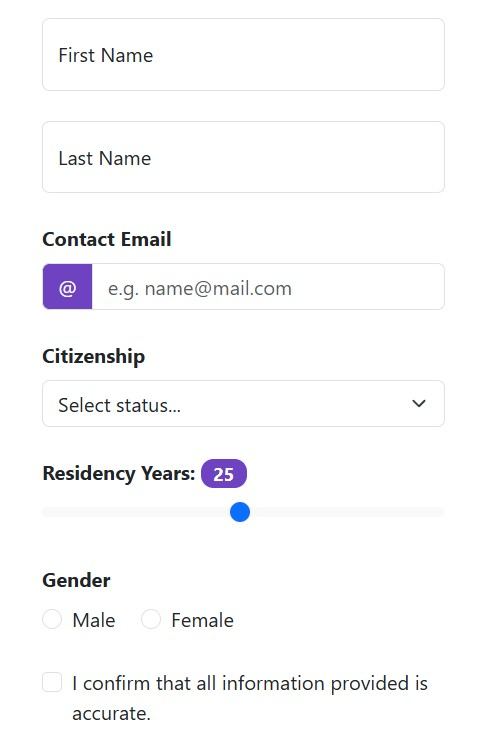 First Name
Last Name
Contact Email
@ e.g. name@mail.com
Citizenship
Select status...
Residency Years: 25
Gender
Male Female
I confirm that all information provided is
accurate.